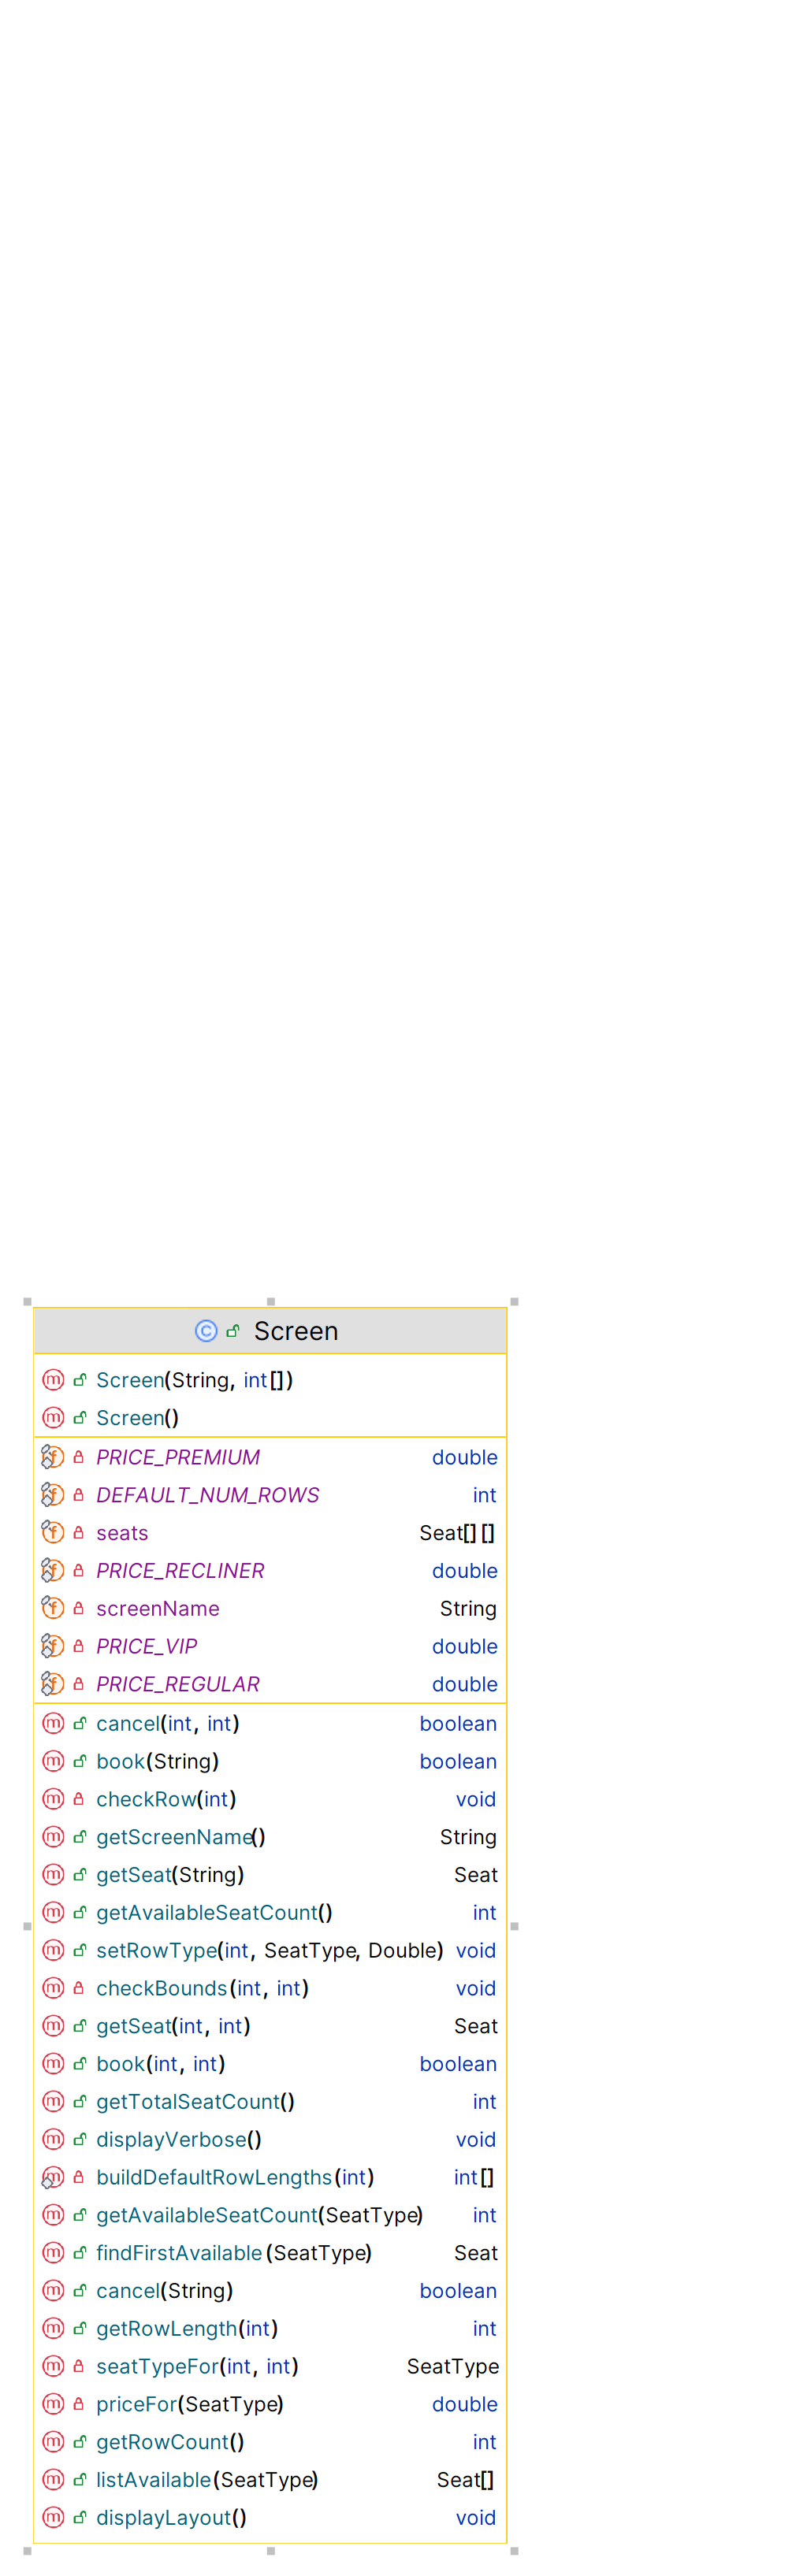 Screen
Screen(String, int[])
Screen()
PRICE_PREMIUM double
DEFAULT_NUM_ROWS int
seats Seat[][]
PRICE_RECLINER double
screenName String
PRICE_VIP double
PRICE_REGULAR double
cancel(int, int) boolean
book(String) boolean
checkRow(int) void
getScreenName() String
getSeat(String) Seat
getAvailableSeatCount() int
setRowType(int, SeatType, Double) void
checkBounds(int, int) void
getSeat(int, int) Seat
book(int, int) boolean
getTotalSeatCount() int
displayVerbose() void
buildDefaultRowLengths(int) int[]
getAvailableSeatCount(SeatType) int
findFirstAvailable(SeatType) Seat
cancel(String) boolean
getRowLength(int) int
seatTypeFor(int, int) SeatType
priceFor(SeatType) double
getRowCount() int
listAvailable(SeatType) Seat[]
displayLayout() void